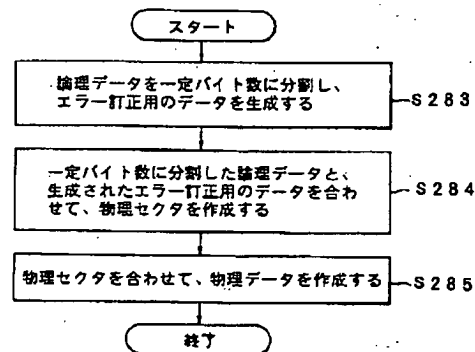 スタート
論理データを一定バイト数に分割し、
エラー訂正用のデータを生成する
S283
一定バイト数に分割した論理データと、
生成されたエラー訂正用のデータを合わ
せて、物理セクタを作成する
S284
物理セクタを合わせて、物理データを作成する
S285
終了